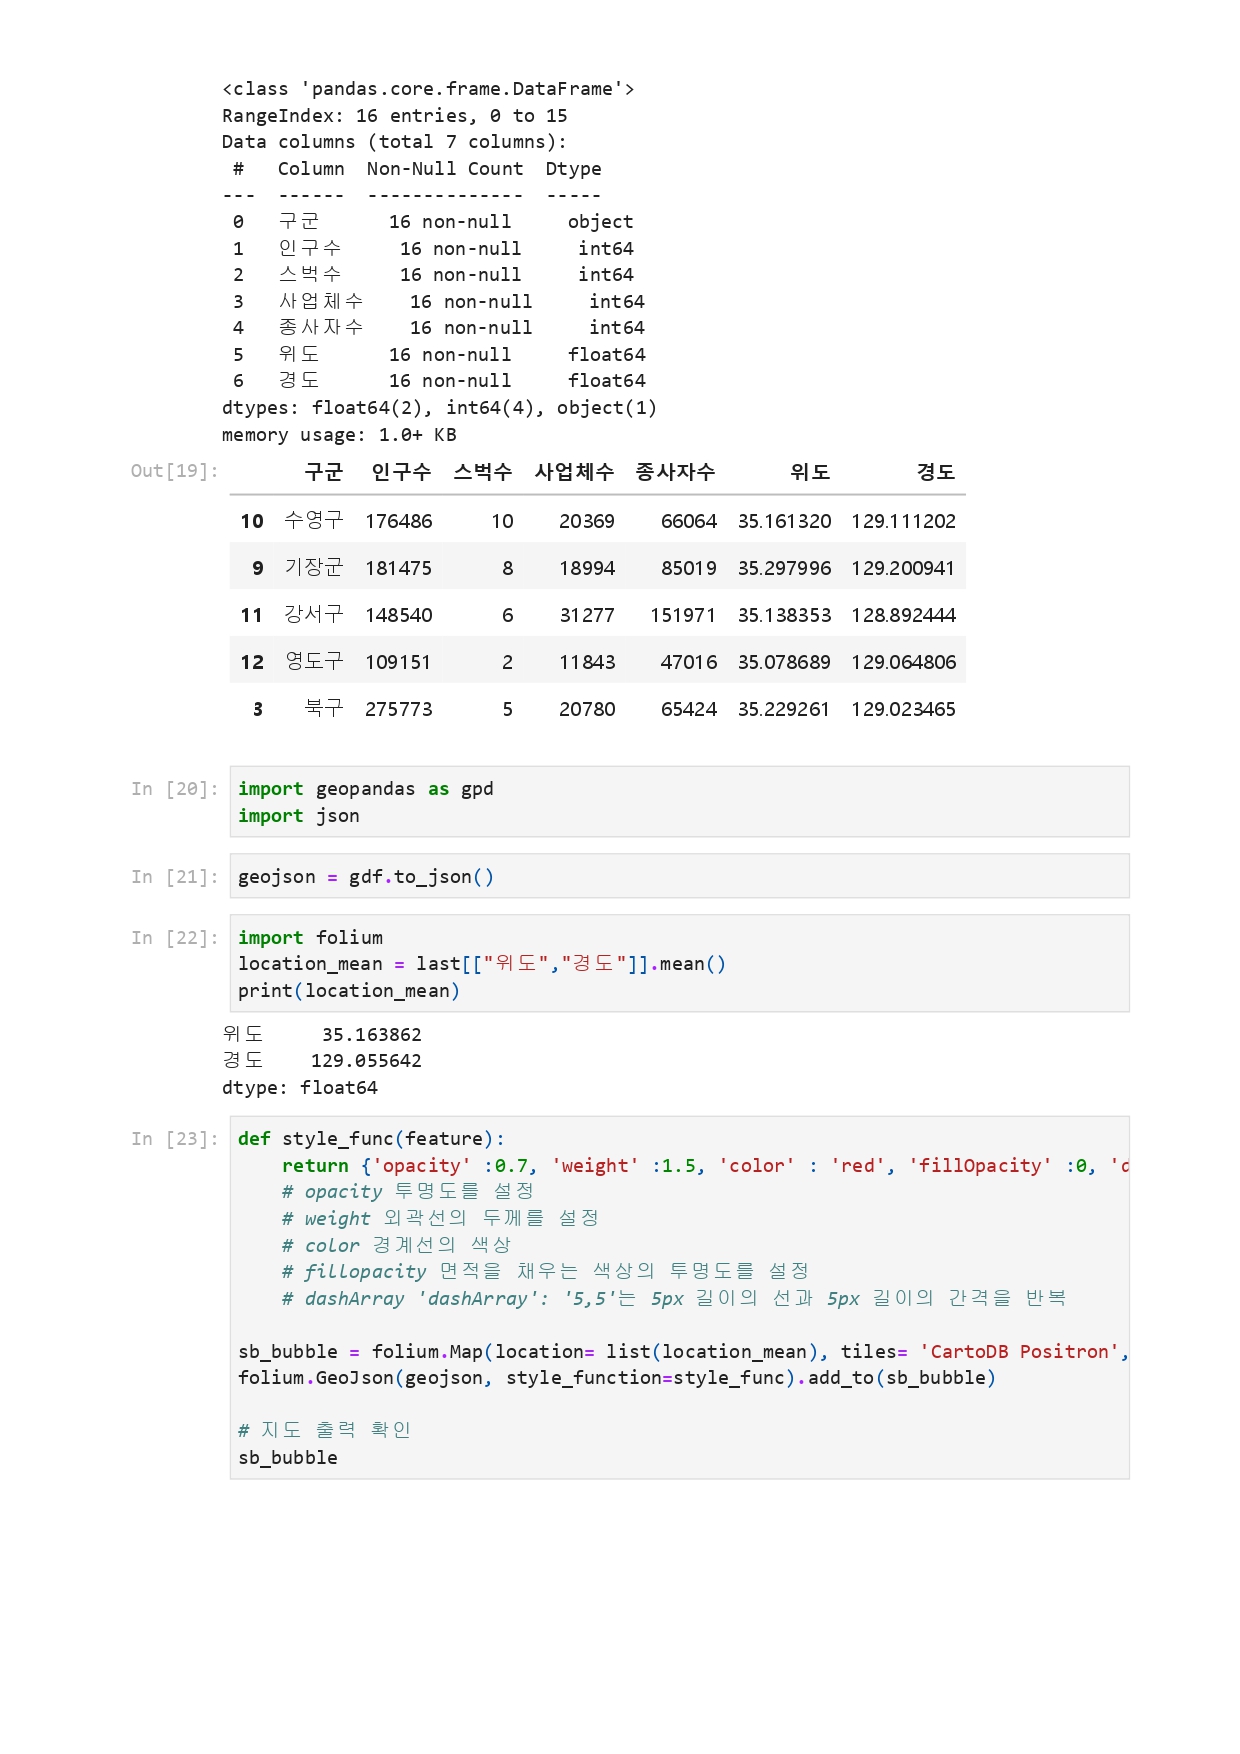 <class 'pandas.core.frame.DataFrame'>
RangeIndex: 16 entries, 0 to 15
Data columns (total 7 columns):
#   Column  Non-Null Count  Dtype
---  ------  --------------  -----
0   구군      16 non-null     object
1   인구수     16 non-null     int64
2   스벅수     16 non-null     int64
3   사업체수    16 non-null     int64
4   종사자수    16 non-null     int64
5   위도      16 non-null     float64
6   경도      16 non-null     float64
dtypes: float64(2), int64(4), object(1)
memory usage: 1.0+ KB
Out[19]: 구군 인구수 스벅수 사업체수 종사자수 위도 경도
10 수영구 176486 10 20369 66064 35.161320 129.111202
9 기장군 181475 8 18994 85019 35.297996 129.200941
11 강서구 148540 6 31277 151971 35.138353 128.892444
12 영도구 109151 2 11843 47016 35.078689 129.064806
3 북구 275773 5 20780 65424 35.229261 129.023465
In [20]: import geopandas as gpd
import json
In [21]: geojson = gdf.to_json()
In [22]: import folium
location_mean = last[["위도","경도"]].mean()
print(location_mean)
위도     35.163862
경도    129.055642
dtype: float64
In [23]: def style_func(feature):
    return {'opacity' :0.7, 'weight' :1.5, 'color' : 'red', 'fillOpacity' :0, 'd
    # opacity 투명도를 설정
    # weight 외곽선의 두께를 설정
    # color 경계선의 색상
    # fillopacity 면적을 채우는 색상의 투명도를 설정
    # dashArray 'dashArray': '5,5'는 5px 길이의 선과 5px 길이의 간격을 반복
sb_bubble = folium.Map(location= list(location_mean), tiles= 'CartoDB Positron',
folium.GeoJson(geojson, style_function=style_func).add_to(sb_bubble)
# 지도 출력 확인
sb_bubble